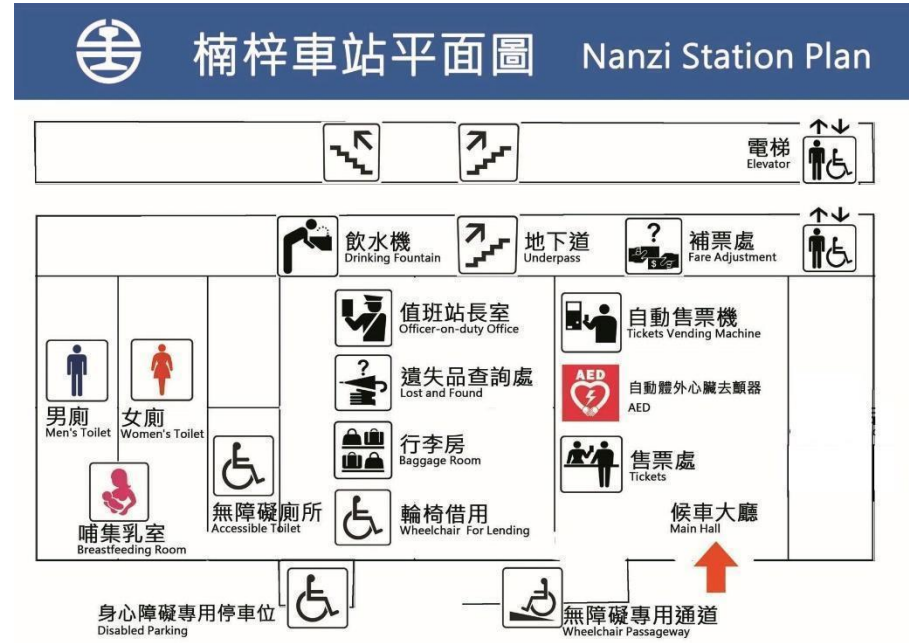 楠梓車站平面圖 Nanzi Station Plan
電梯
Elevator
飲水機
Drinking Fountain
地下道
Underpass
?
補票處
Fare Adjustment
值班站長室
Officer-on-duty Office
自動售票機
Tickets Vending Machine
?
遺失品查詢處
Lost and Found
AED
自動體外心臟去顫器
AED
男廁
Men's Toilet
女廁
Women's Toilet
行李房
Baggage Room
售票處
Tickets
無障礙廁所
Accessible Toilet
輪椅借用
Wheelchair For Lending
候車大廳
Main Hall
哺集乳室
Breastfeeding Room
身心障礙專用停車位
Disabled Parking
無障礙專用通道
Wheelchair Passageway